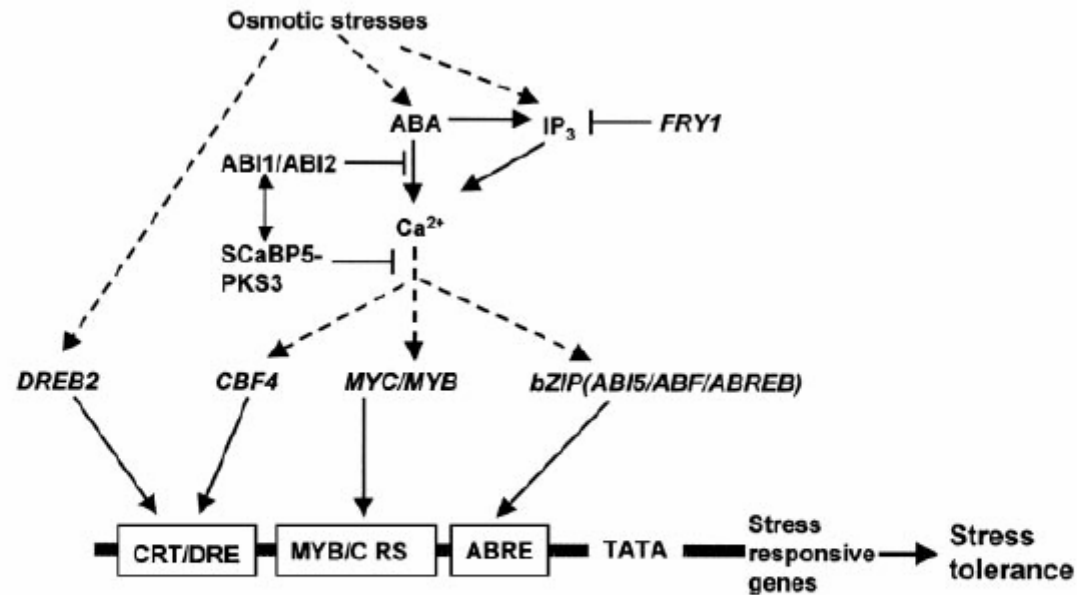 Osmotic stresses
ABA
IP₃
FRY1
ABI1/ABI2
Ca²⁺
SCaBP5-
PKS3
DREB2
CBF4
MYC/MYB
bZIP(ABI5/ABF/ABREB)
CRT/DRE
MYB/C RS
ABRE
TATA
Stress
responsive
genes
Stress
tolerance